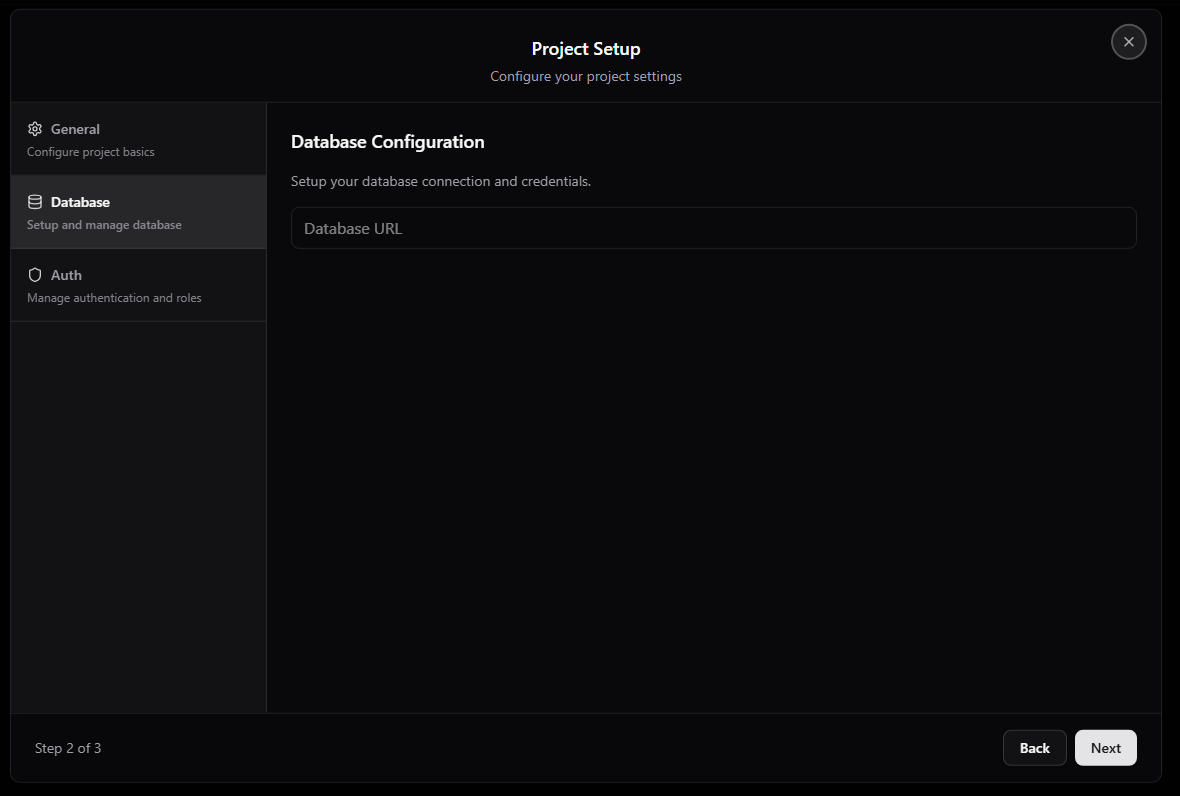 Project Setup
Configure your project settings
General
Configure project basics
Database
Setup and manage database
Auth
Manage authentication and roles
Database Configuration
Setup your database connection and credentials.
Database URL
Step 2 of 3
Back
Next